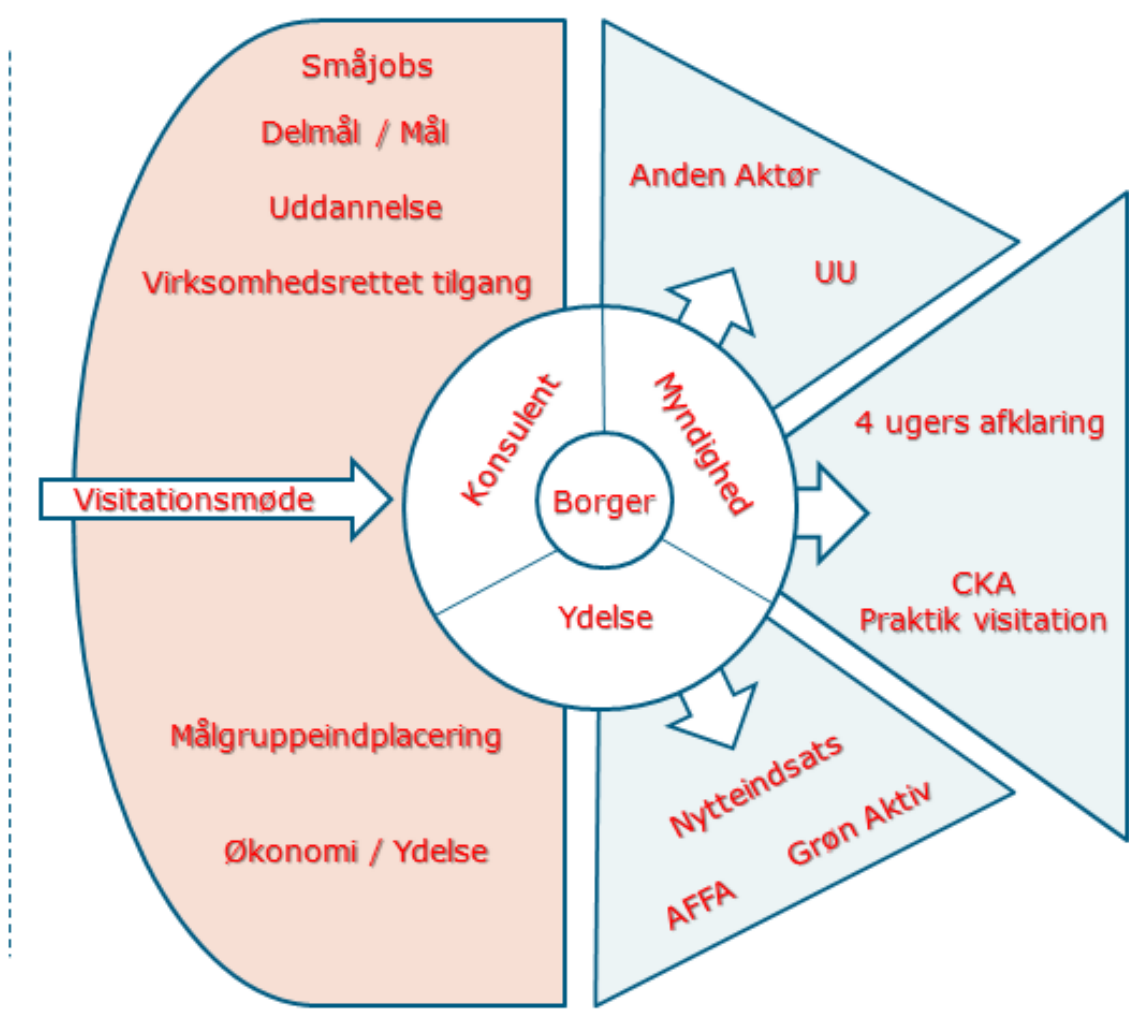 Småjobs
Delmål / Mål
Uddannelse
Virksomhedsrettet tilgang
Visitationsmøde
Målgruppeindplacering
Økonomi / Ydelse
Konsulent
Myndighed
Borger
Ydelse
Anden Aktør
UU
4 ugers afklaring
CKA
Praktik visitation
Nytteindsats
Grøn Aktiv
AFFA